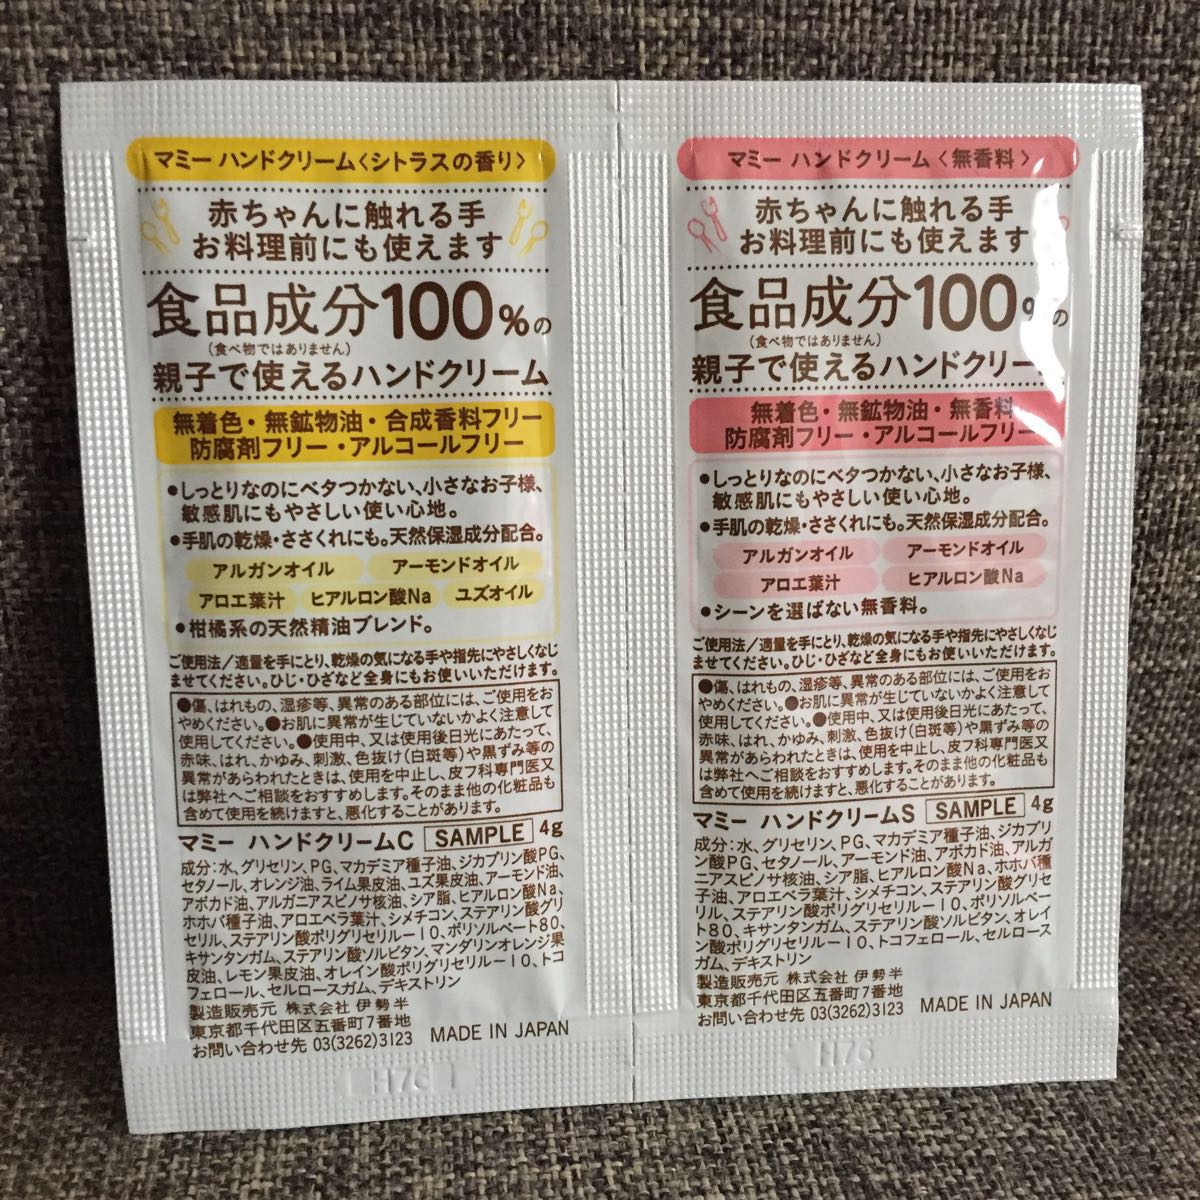 マミー ハンドクリーム〈シトラスの香り〉
赤ちゃんに触れる手
お料理前にも使えます
食品成分100%の
(食べ物ではありません)
親子で使えるハンドクリーム
無着色・無鉱物油・合成香料フリー
防腐剤フリー・アルコールフリー
●しっとりなのにベタつかない、小さなお子様、
敏感肌にもやさしい使い心地。
●手肌の乾燥・ささくれにも。天然保湿成分配合。
アルガンオイル アーモンドオイル
アロエ葉汁 ヒアルロン酸Na ユズオイル
●柑橘系の天然精油ブレンド。
ご使用法/適量を手にとり、乾燥の気になる手や指先にやさしくなじ
ませてください。ひじ・ひざなど全身にもお使いいただけます。
●傷、はれもの、湿疹等、異常のある部位には、ご使用をお
やめください。●お肌に異常が生じていないかよく注意して
使用してください。●使用中、又は使用後日光にあたって、
赤味、はれ、かゆみ、刺激、色抜け(白斑等)や黒ずみ等の
異常があらわれたときは、使用を中止し、皮フ科専門医又
は弊社へご相談をおすすめします。そのまま他の化粧品も
含めて使用を続けますと、悪化することがあります。
マミー ハンドクリームC SAMPLE 4g
成分:水、グリセリン、PG、マカデミア種子油、ジカプリン酸PG、
セタノール、オレンジ油、ライム果皮油、ユズ果皮油、アーモンド油、
アボカド油、アルガニアスピノサ核油、シア脂、ヒアルロン酸Na、
ホホバ種子油、アロエベラ葉汁、シメチコン、ステアリン酸グリ
セリル、ステアリン酸ポリグリセリルー10、ポリソルベート80、
キサンタンガム、ステアリン酸ソルビタン、マンダリンオレンジ果
皮油、レモン果皮油、オレイン酸ポリグリセリルー10、トコ
フェロール、セルロースガム、デキストリン
製造販売元 株式会社 伊勢半
東京都千代田区五番町7番地
お問い合わせ先 03(3262)3123 MADE IN JAPAN
H76
マミー ハンドクリーム〈無香料〉
赤ちゃんに触れる手
お料理前にも使えます
食品成分100%の
(食べ物ではありません)
親子で使えるハンドクリー
無着色・無鉱物油・無香料
防腐剤フリー・アルコールフリー
●しっとりなのにベタつかない、小さなお子様、
敏感肌にもやさしい使い心地。
●手肌の乾燥・ささくれにも。天然保湿成分配合。
アルガンオイル アーモンドオイル
アロエ葉汁 ヒアルロン酸Na
●シーンを選ばない無香料。
ご使用法/適量を手にとり、乾燥の気になる手や指先にやさしくなじ
ませてください。ひじ・ひざなど全身にもお使いいただけます。
●傷、はれもの、湿疹等、異常のある部位には、ご使用をお
やめください。●お肌に異常が生じていないかよく注意して
使用してください。●使用中、又は使用後日光にあたって、
赤味、はれ、かゆみ、刺激、色抜け(白斑等)や黒ずみ等の
異常があらわれたときは、使用を中止し、皮フ科専門医又
は弊社へご相談をおすすめします。そのまま他の化粧品も
含めて使用を続けますと、悪化することがあります。
マミー ハンドクリームS SAMPLE 4g
成分:水、グリセリン、PG、マカデミア種子油、ジカプリ
ン酸PG、セタノール、アーモンド油、アボカド油、アルガ
ニアスピノサ核油、シア脂、ヒアルロン酸Na、ホホバ種
子油、アロエベラ葉汁、シメチコン、ステアリン酸グリセ
リル、ステアリン酸ポリグリセリルー10、ポリソルベー
ト80、キサンタンガム、ステアリン酸ソルビタン、オレイ
ン酸ポリグリセリルー10、トコフェロール、セルロース
ガム、デキストリン
製造販売元 株式会社 伊勢半
東京都千代田区五番町7番地
お問い合わせ先 03(3262)3123 MADE IN JAPAN
H76